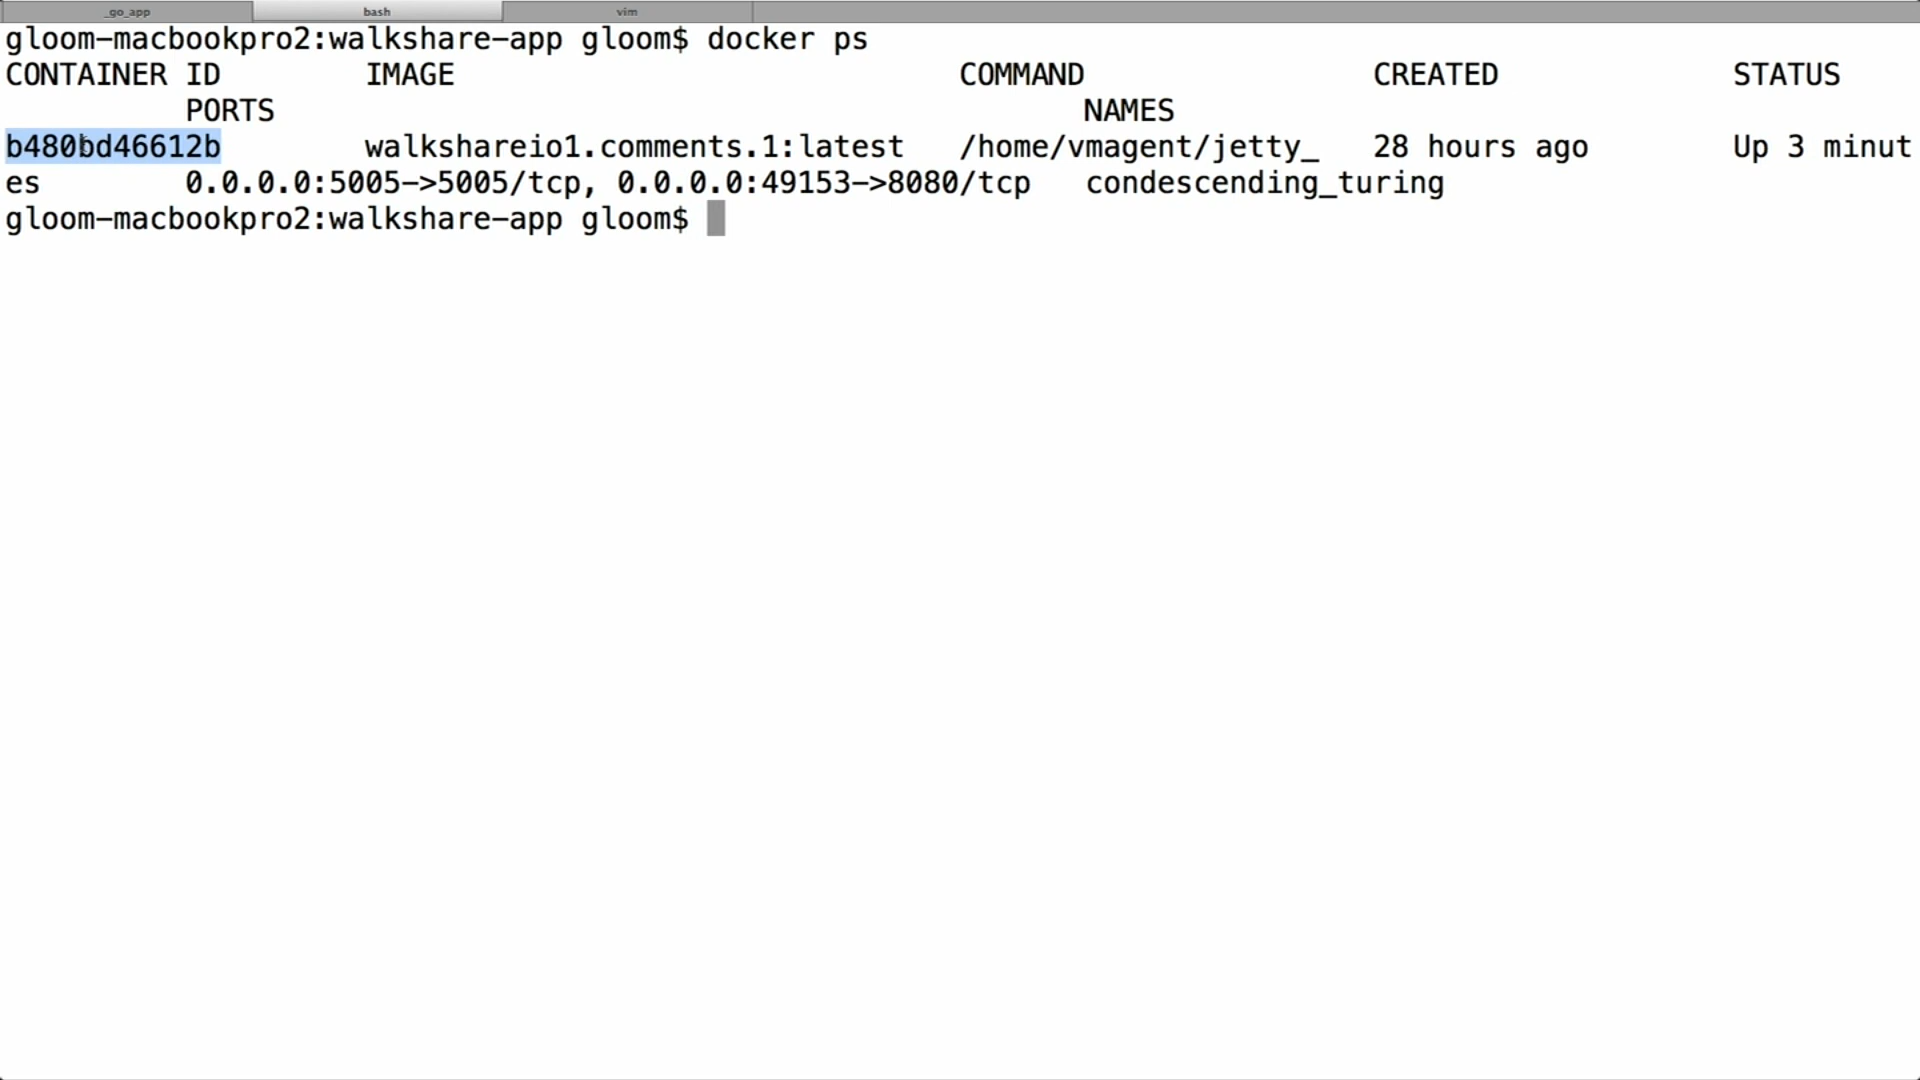 _go_app bash vim
gloom-macbookpro2:walkshare-app gloom$ docker ps
CONTAINER ID IMAGE COMMAND CREATED STATUS
PORTS NAMES
b480bd46612b walkshareio1.comments.1:latest /home/vmagent/jetty_ 28 hours ago Up 3 minut
es 0.0.0.0:5005->5005/tcp, 0.0.0.0:49153->8080/tcp condescending_turing
gloom-macbookpro2:walkshare-app gloom$